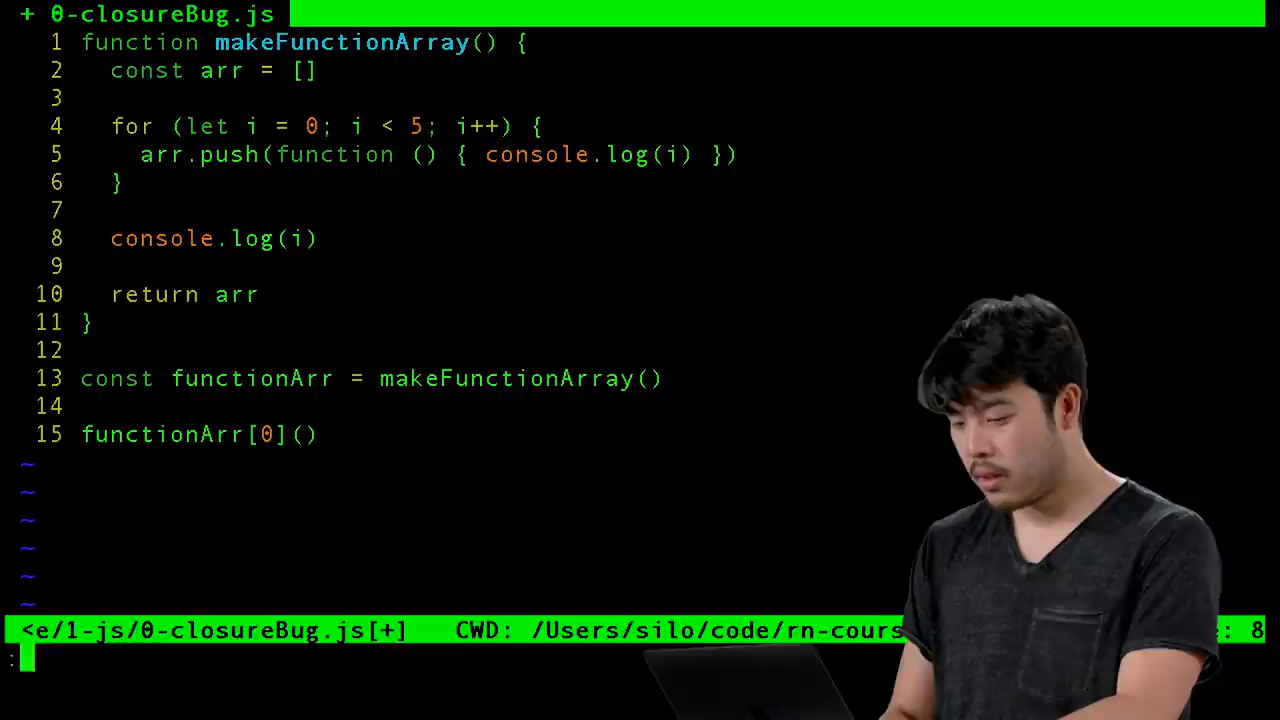 + 0-closureBug.js
1 function makeFunctionArray() {
2   const arr = []
3
4   for (let i = 0; i < 5; i++) {
5     arr.push(function () { console.log(i) })
6   }
7
8   console.log(i)
9
10   return arr
11 }
12
13 const functionArr = makeFunctionArray()
14
15 functionArr[0]()
~
~
~
~
~
~
<e/1-js/0-closureBug.js[+]   CWD: /Users/silo/code/rn-cours : 8
: